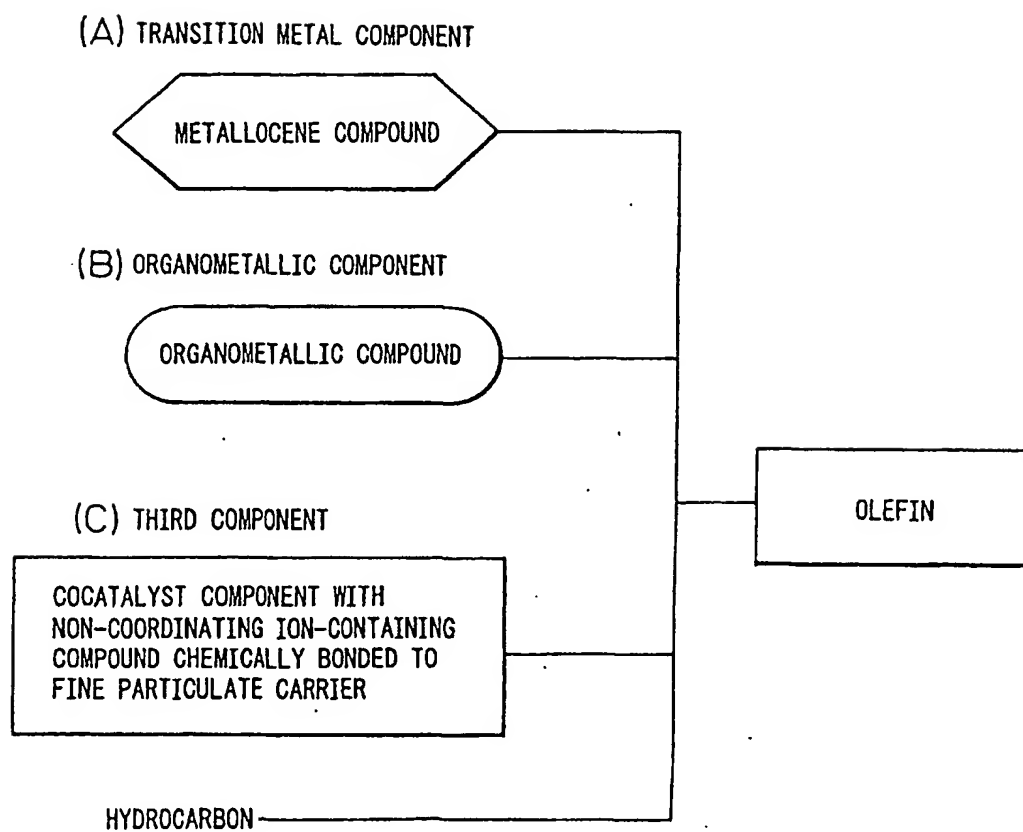 (A) TRANSITION METAL COMPONENT
METALLOCENE COMPOUND
(B) ORGANOMETALLIC COMPONENT
ORGANOMETALLIC COMPOUND
(C) THIRD COMPONENT
COCATALYST COMPONENT WITH
NON-COORDINATING ION-CONTAINING
COMPOUND CHEMICALLY BONDED TO
FINE PARTICULATE CARRIER
HYDROCARBON
OLEFIN